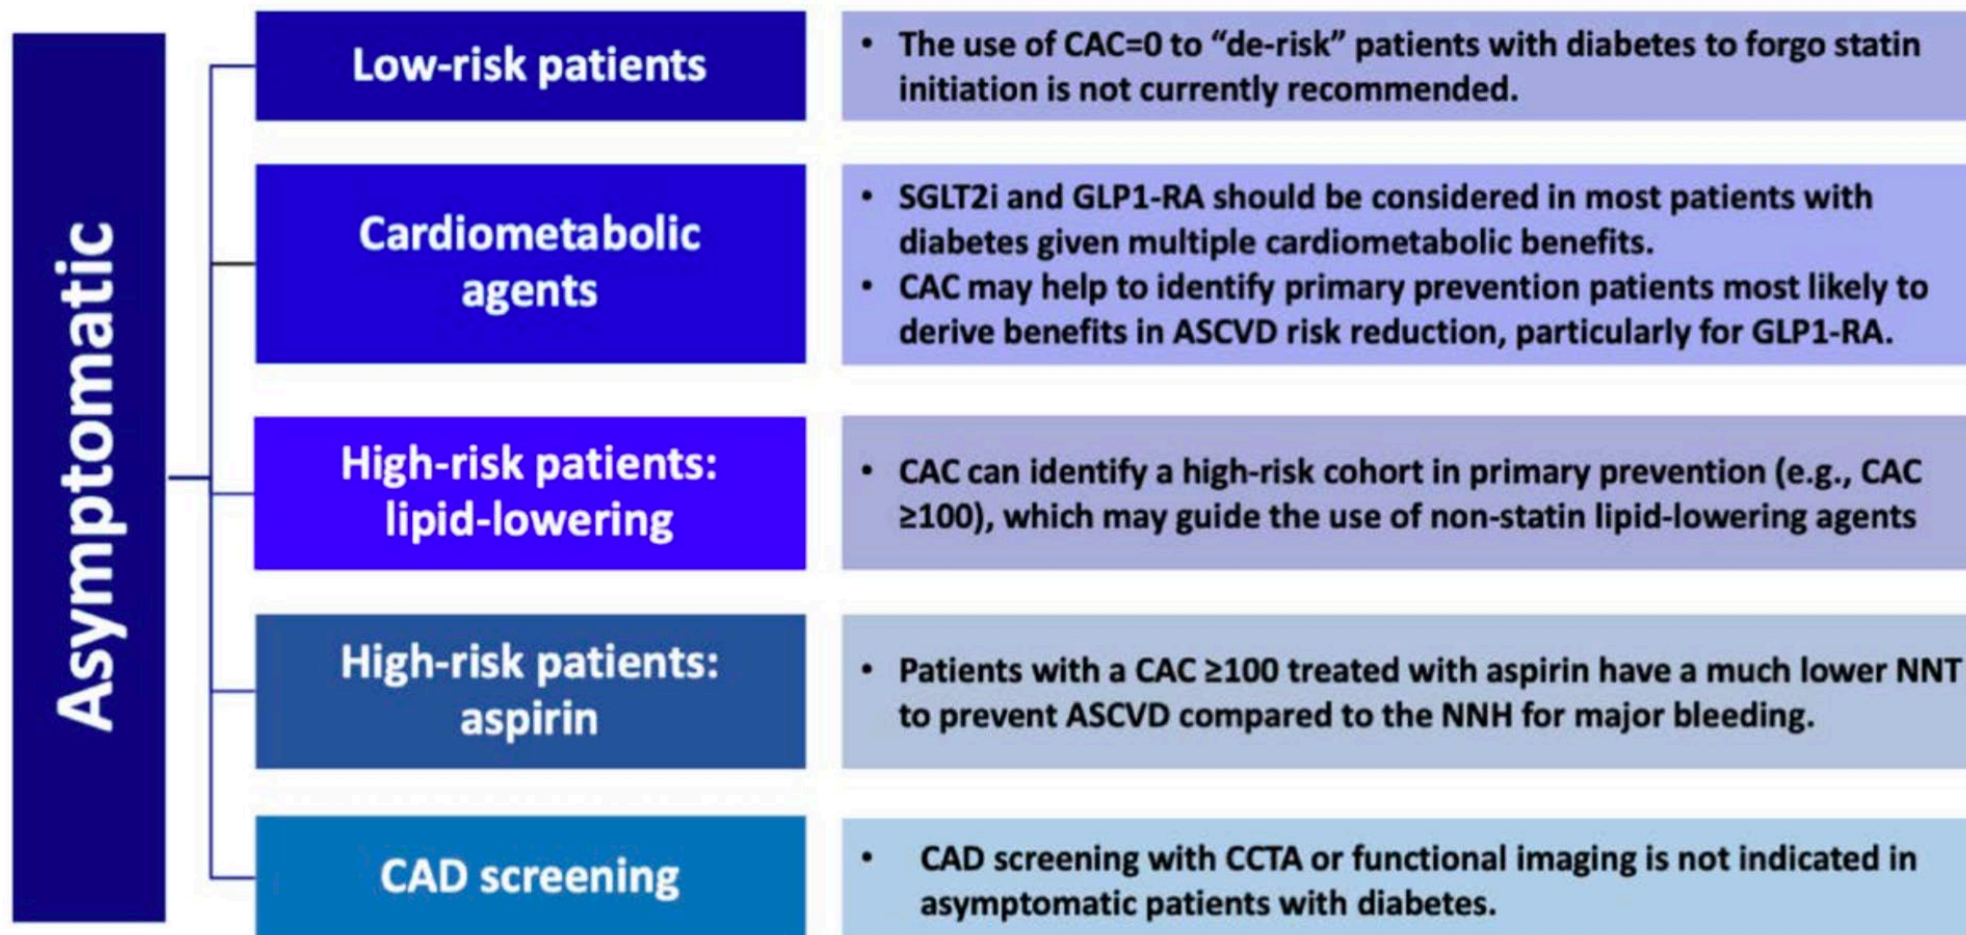 Asymptomatic
Low-risk patients
• The use of CAC=0 to “de-risk” patients with diabetes to forgo statin
initiation is not currently recommended.
Cardiometabolic
agents
• SGLT2i and GLP1-RA should be considered in most patients with
diabetes given multiple cardiometabolic benefits.
• CAC may help to identify primary prevention patients most likely to
derive benefits in ASCVD risk reduction, particularly for GLP1-RA.
High-risk patients:
lipid-lowering
• CAC can identify a high-risk cohort in primary prevention (e.g., CAC
≥100), which may guide the use of non-statin lipid-lowering agents
High-risk patients:
aspirin
• Patients with a CAC ≥100 treated with aspirin have a much lower NNT
to prevent ASCVD compared to the NNH for major bleeding.
CAD screening
• CAD screening with CCTA or functional imaging is not indicated in
asymptomatic patients with diabetes.